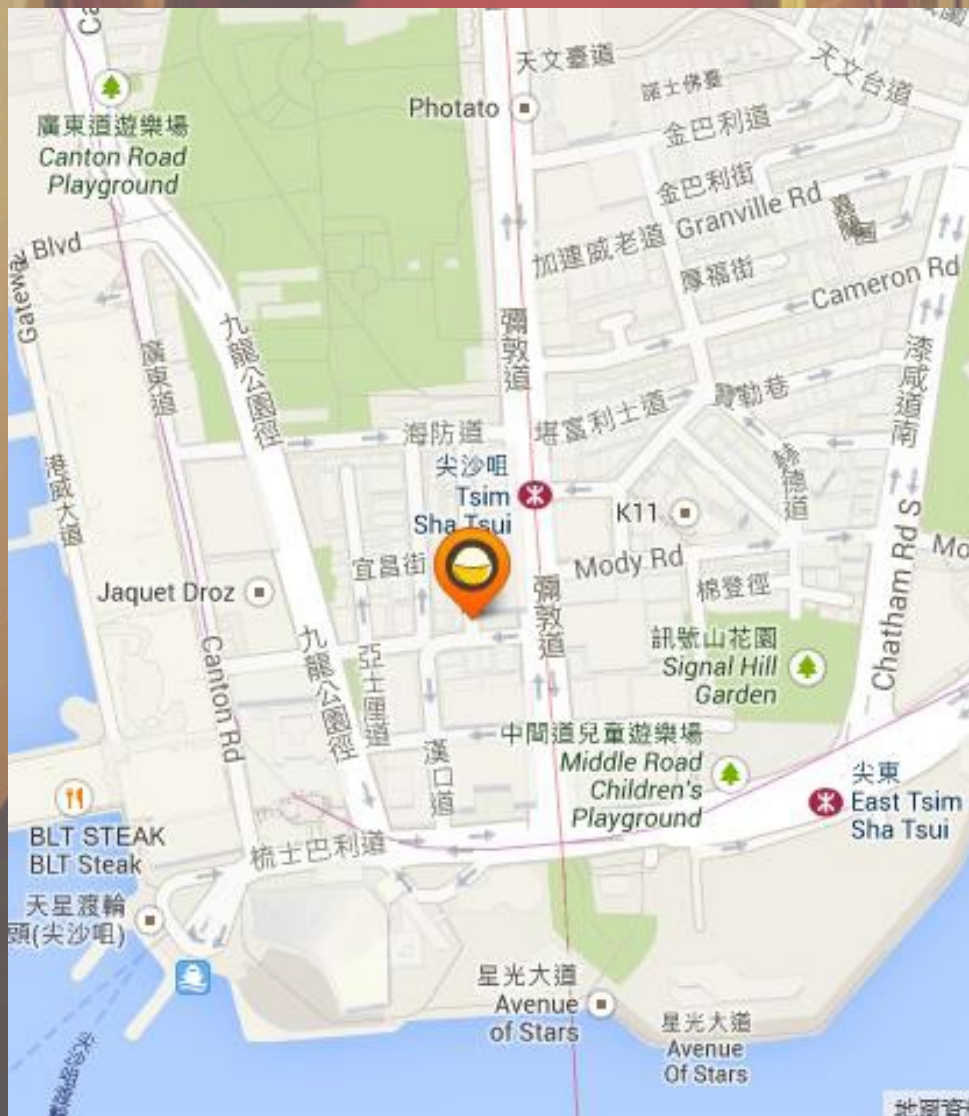 Ca
天文臺道
天文台道
諾士佛臺
Photato
金巴利道
廣東道遊樂場
Canton Road
Playground
金巴利街
加連威老道 Granville Rd
厚福街
Gateway Blvd
Cameron Rd
九龍公園徑
彌敦道
廣東道
漆咸道南
海防道
堪富利士道
港威大道
尖沙咀
Tsim
Sha Tsui
赫德道
K11
宜昌街
Mody Rd
Mo
Jaquet Droz
棉登徑
彌敦道
九龍公園徑
亞士厘道
訊號山花園
Signal Hill
Garden
Chatham Rd S
Canton Rd
漢口道
中間道兒童遊樂場
Middle Road
Children's
Playground
尖東
East Tsim
Sha Tsui
BLT STEAK
BLT Steak
梳士巴利道
天星渡輪
頭(尖沙咀)
星光大道
Avenue
of Stars
星光大道
Avenue
Of Stars